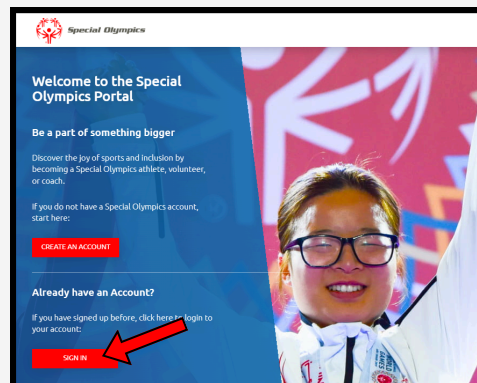 Special Olympics
Welcome to the Special
Olympics Portal
Be a part of something bigger
Discover the joy of sports and inclusion by
becoming a Special Olympics athlete, volunteer,
or coach.
If you do not have a Special Olympics account,
start here:
CREATE AN ACCOUNT
Already have an Account?
If you have signed up before, click here to login to
your account:
SIGN IN
WORLD
GAMES